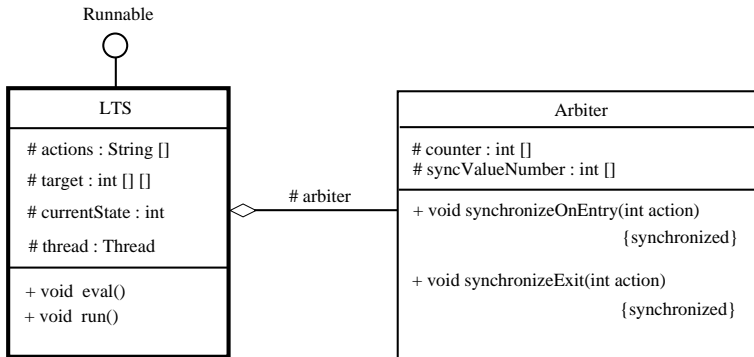 Runnable
LTS
# actions : String []
# target : int [] []
# currentState : int
# thread : Thread
+ void  eval()
+ void  run()
# arbiter
Arbiter
# counter : int []
# syncValueNumber : int []
+ void synchronizeOnEntry(int action)
{synchronized}
+ void synchronizeExit(int action)
{synchronized}